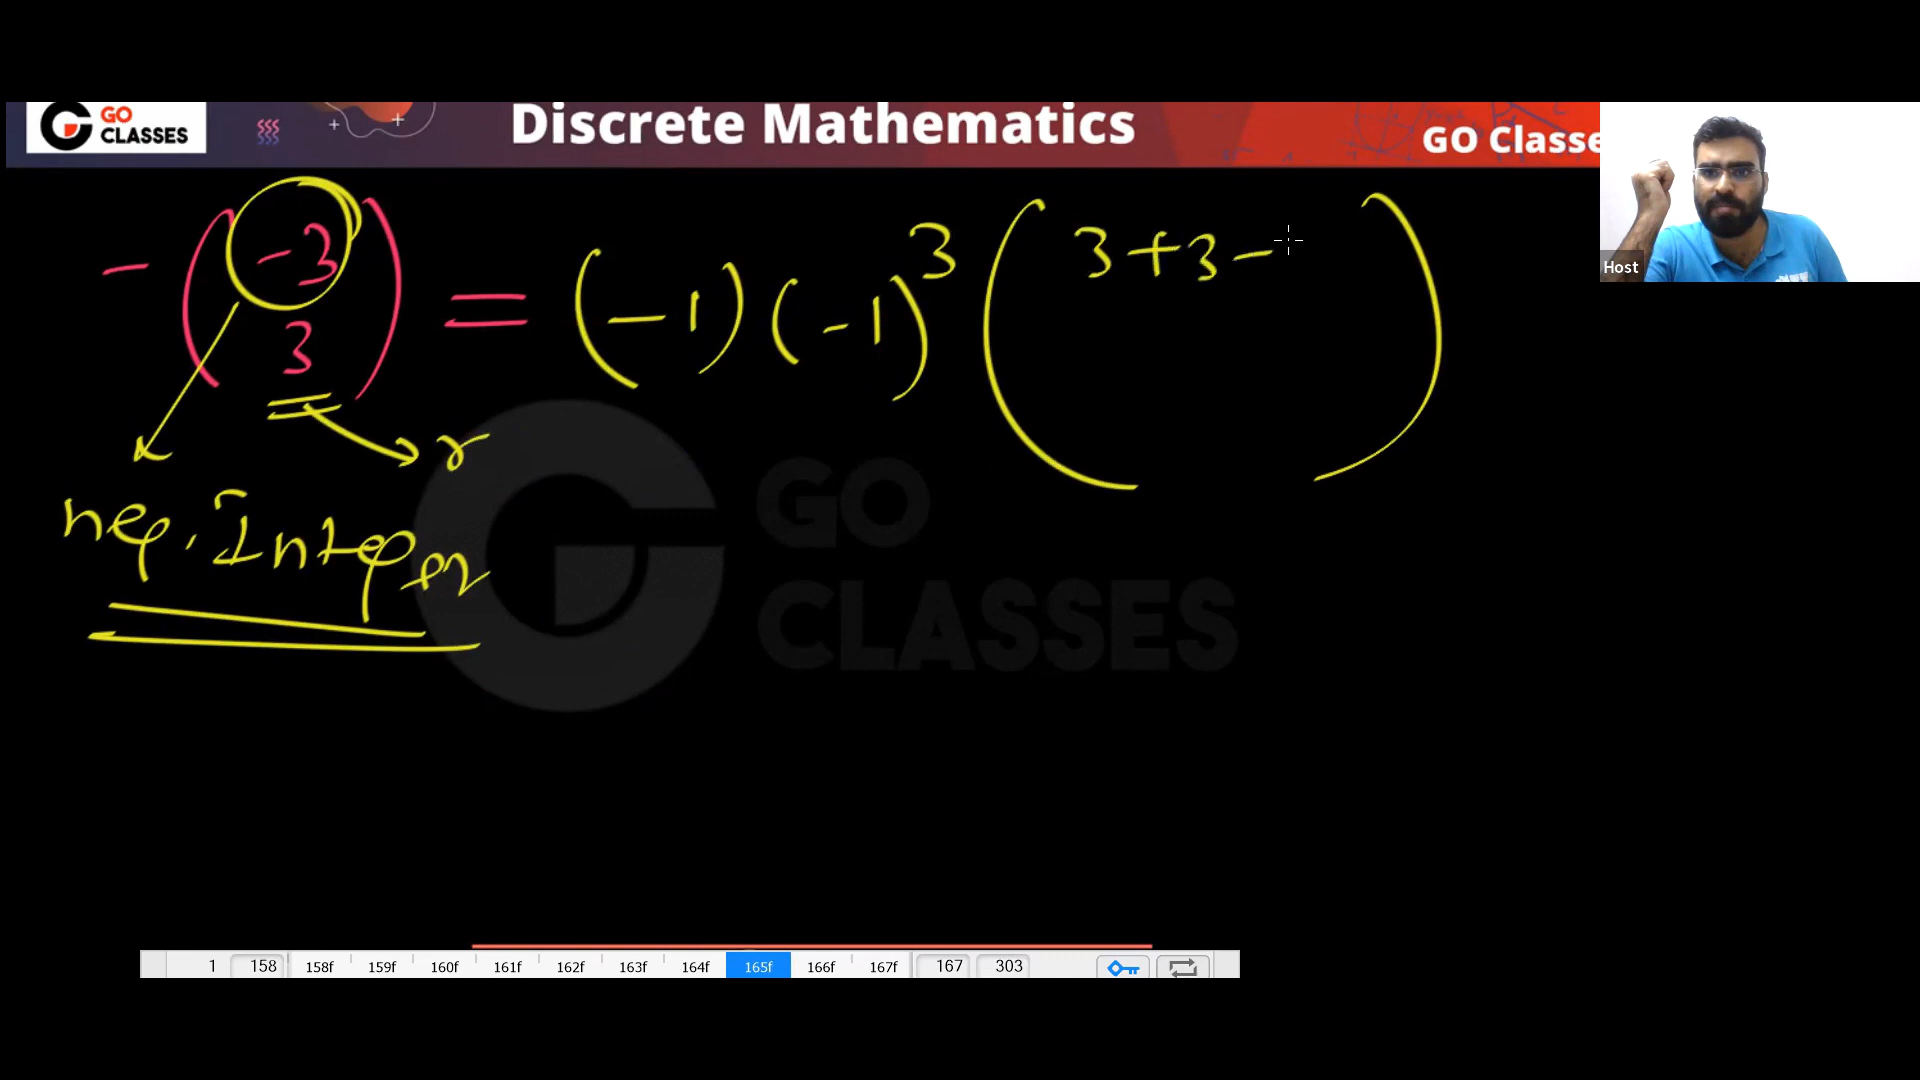 GO
CLASSES
Discrete Mathematics
GO Classe
Host
- ( -3 3 ) = (-1) (-1)^3 ( 3+3- )
r
neg. Integer
GO
CLASSES
1 158 158f 159f 160f 161f 162f 163f 164f 165f 166f 167f 167 303